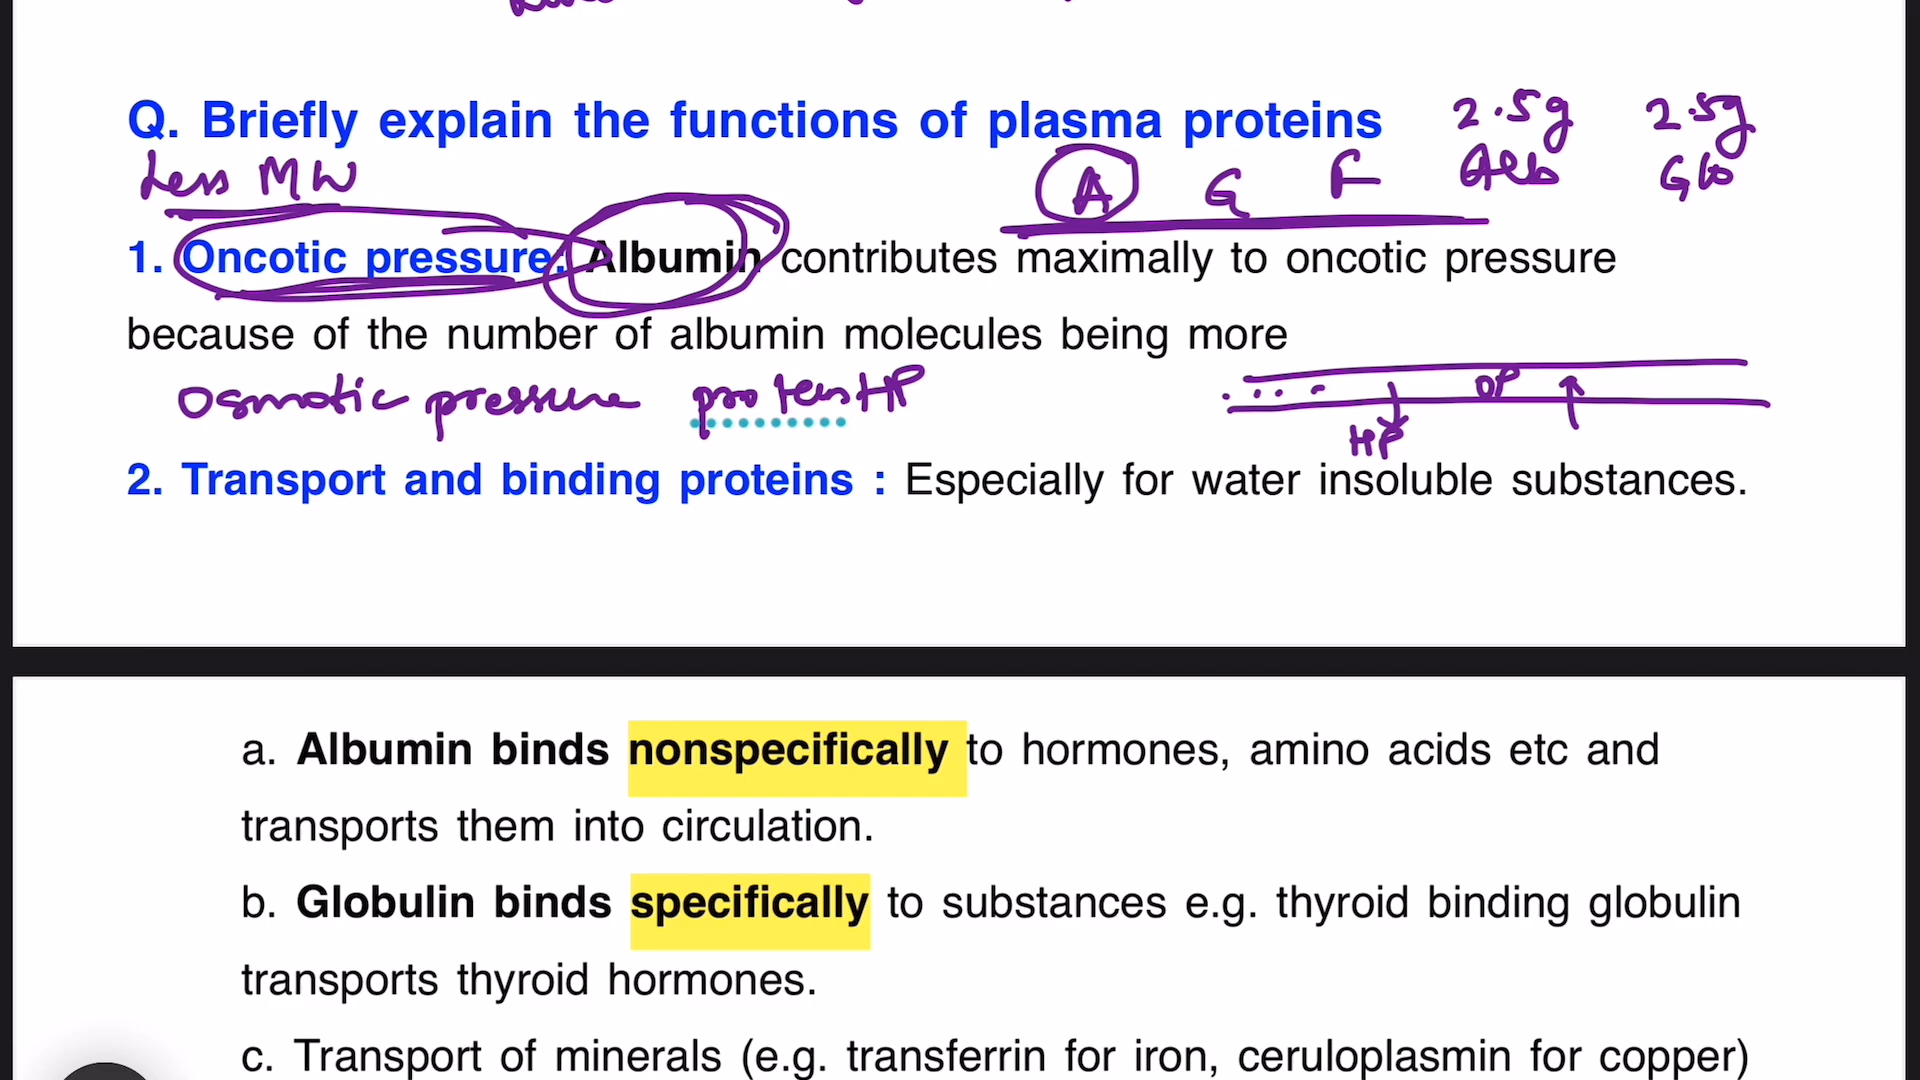 Q. Briefly explain the functions of plasma proteins 2.5g 2.5g
Less MW A G F Alb Glo
1. Oncotic pressure: Albumin contributes maximally to oncotic pressure
because of the number of albumin molecules being more
Osmotic pressure proteins HP OP
HP
2. Transport and binding proteins : Especially for water insoluble substances.
a. Albumin binds nonspecifically to hormones, amino acids etc and
transports them into circulation.
b. Globulin binds specifically to substances e.g. thyroid binding globulin
transports thyroid hormones.
c. Transport of minerals (e.g. transferrin for iron, ceruloplasmin for copper)